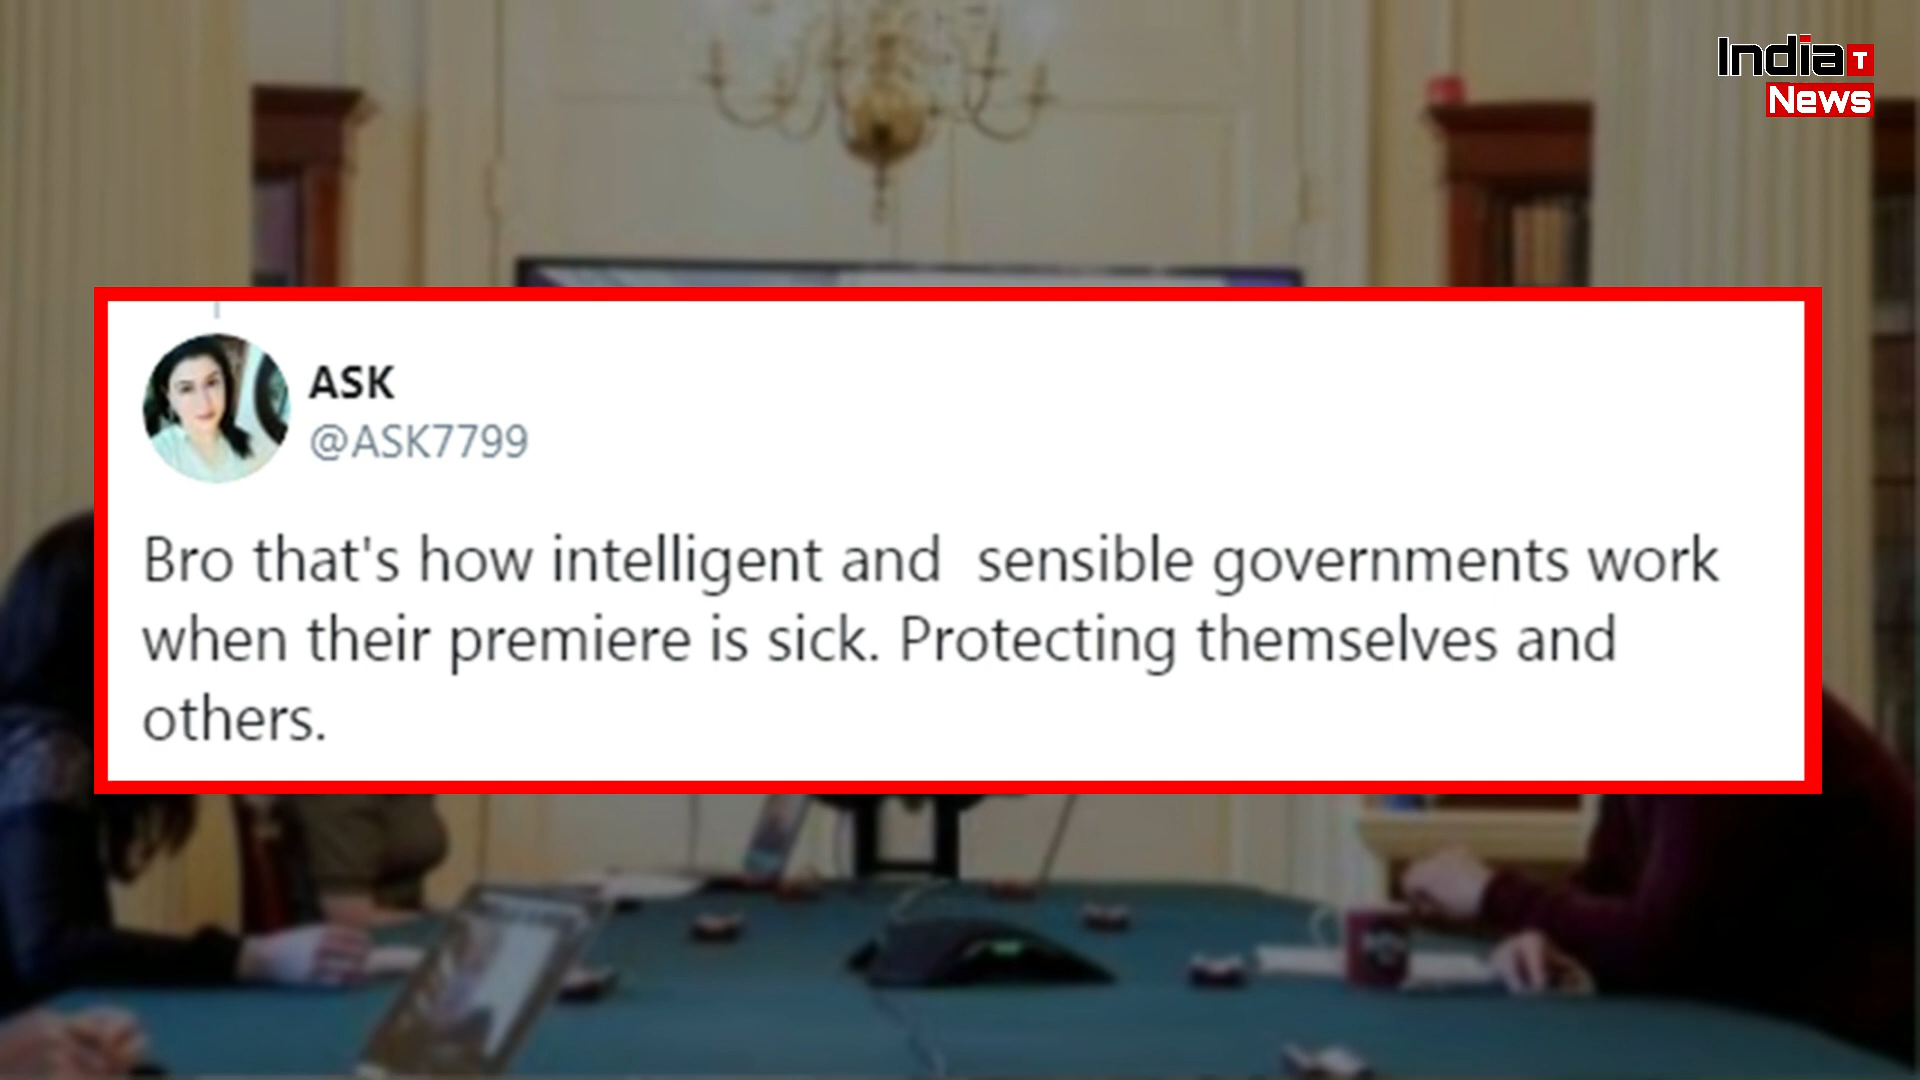 India T
News
ASK
@ASK7799
Bro that's how intelligent and  sensible governments work
when their premiere is sick. Protecting themselves and
others.